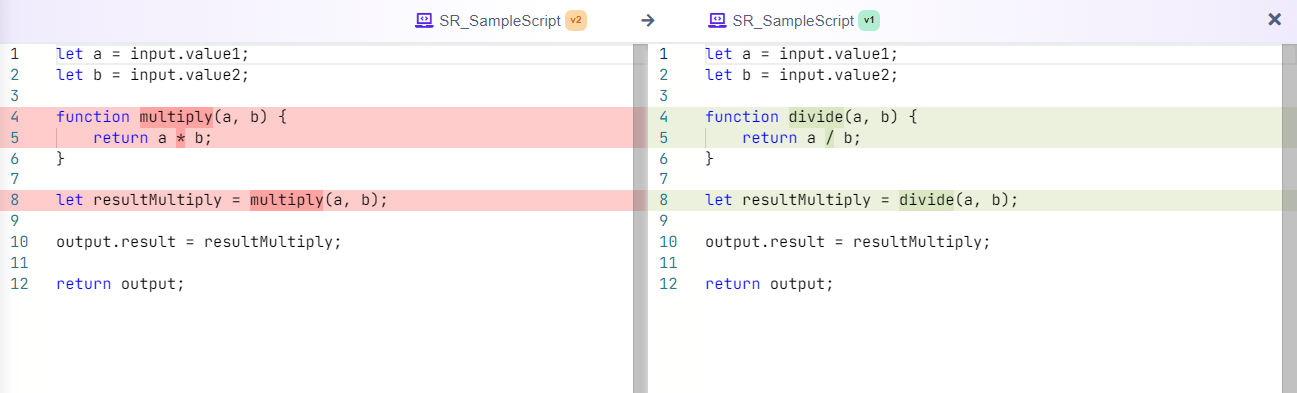 SR_SampleScript v2 → SR_SampleScript v1 ×
1 let a = input.value1;
2 let b = input.value2;
3
4 function multiply(a, b) {
5     return a * b;
6 }
7
8 let resultMultiply = multiply(a, b);
9
10 output.result = resultMultiply;
11
12 return output;
1 let a = input.value1;
2 let b = input.value2;
3
4 function divide(a, b) {
5     return a / b;
6 }
7
8 let resultMultiply = divide(a, b);
9
10 output.result = resultMultiply;
11
12 return output;